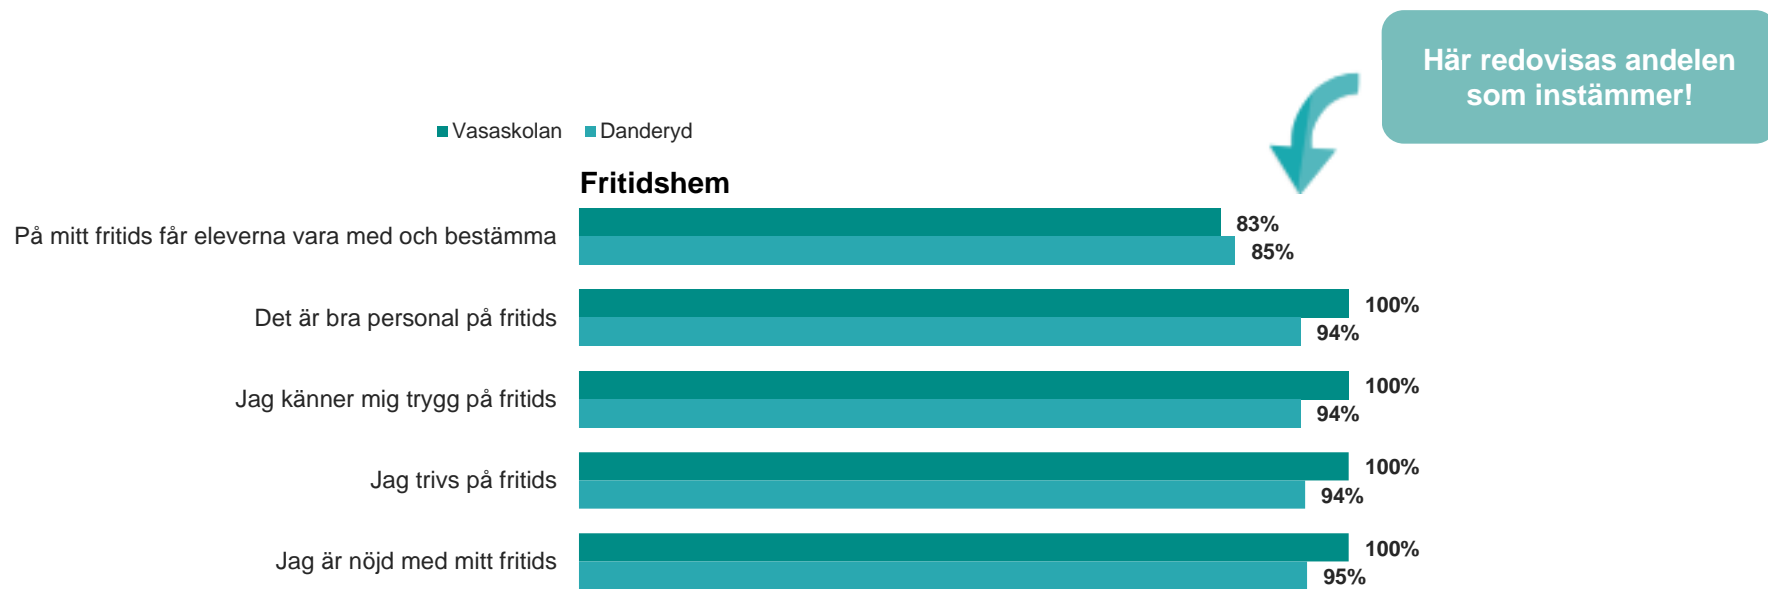 Här redovisas andelen
som instämmer!
Vasaskolan Danderyd
Fritidshem
På mitt fritids får eleverna vara med och bestämma
83%
85%
Det är bra personal på fritids
100%
94%
Jag känner mig trygg på fritids
100%
94%
Jag trivs på fritids
100%
94%
Jag är nöjd med mitt fritids
100%
95%